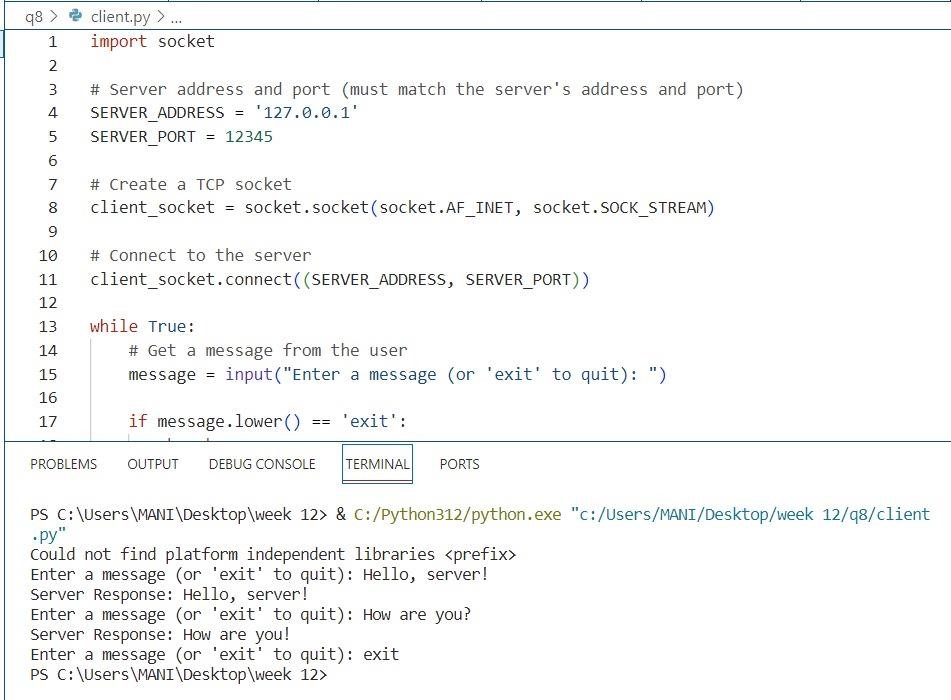 q8 > client.py > ...
1 import socket
2
3 # Server address and port (must match the server's address and port)
4 SERVER_ADDRESS = '127.0.0.1'
5 SERVER_PORT = 12345
6
7 # Create a TCP socket
8 client_socket = socket.socket(socket.AF_INET, socket.SOCK_STREAM)
9
10 # Connect to the server
11 client_socket.connect((SERVER_ADDRESS, SERVER_PORT))
12
13 while True:
14     # Get a message from the user
15     message = input("Enter a message (or 'exit' to quit): ")
16
17     if message.lower() == 'exit':
PROBLEMS OUTPUT DEBUG CONSOLE TERMINAL PORTS
PS C:\Users\MANI\Desktop\week 12> & C:/Python312/python.exe "c:/Users/MANI/Desktop/week 12/q8/client
.py"
Could not find platform independent libraries <prefix>
Enter a message (or 'exit' to quit): Hello, server!
Server Response: Hello, server!
Enter a message (or 'exit' to quit): How are you?
Server Response: How are you!
Enter a message (or 'exit' to quit): exit
PS C:\Users\MANI\Desktop\week 12>